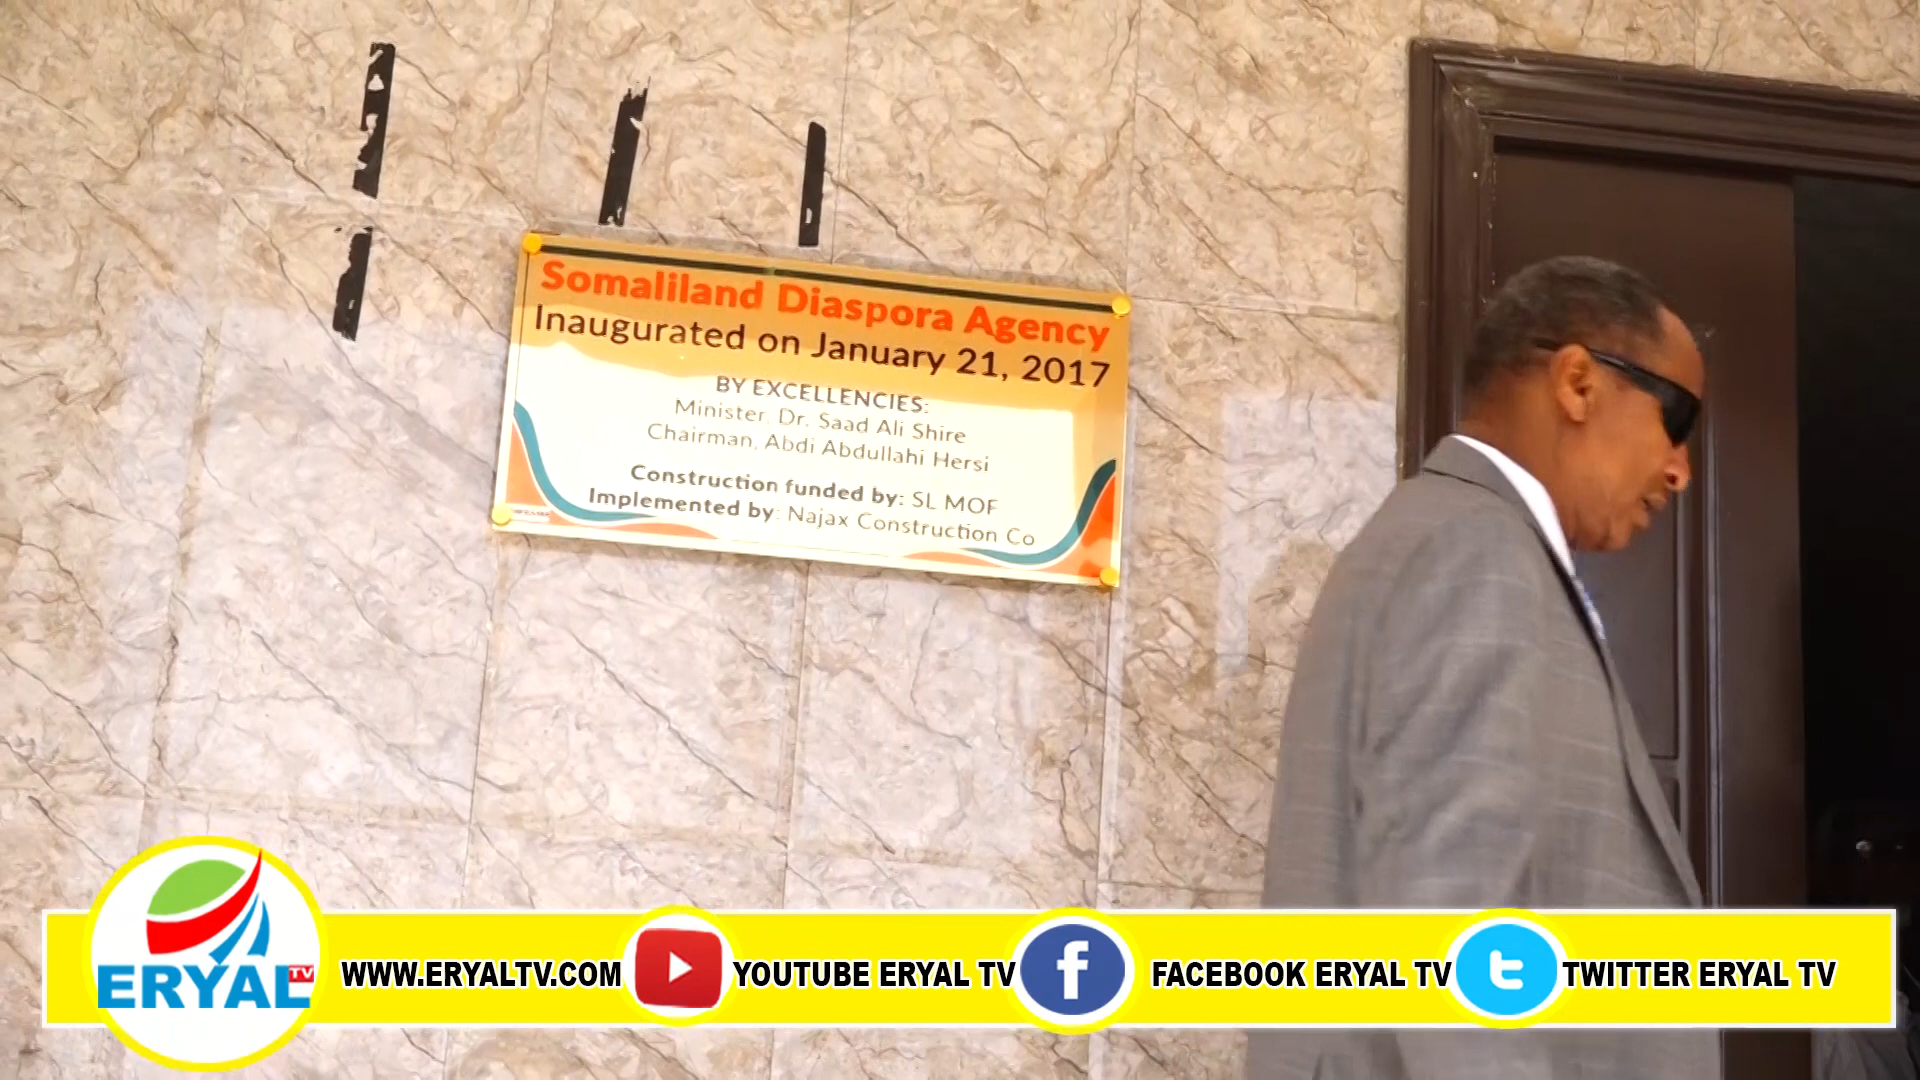 Somaliland Diaspora Agency
Inaugurated on January 21, 2017
BY EXCELLENCIES:
Minister, Dr. Saad Ali Shire
Chairman, Abdi Abdullahi Hersi
Construction funded by: SL MOF
Implemented by: Najax Construction Co
ERYAL TV
WWW.ERYALTV.COM
YOUTUBE ERYAL TV
FACEBOOK ERYAL TV
TWITTER ERYAL TV